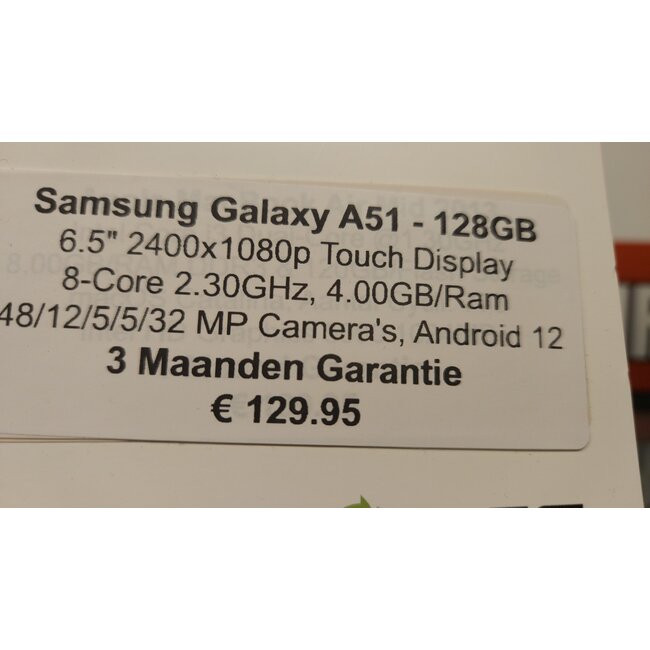 Samsung Galaxy A51 - 128GB
6.5" 2400x1080p Touch Display
8-Core 2.30GHz, 4.00GB/Ram
48/12/5/5/32 MP Camera's, Android 12
3 Maanden Garantie
€ 129.95